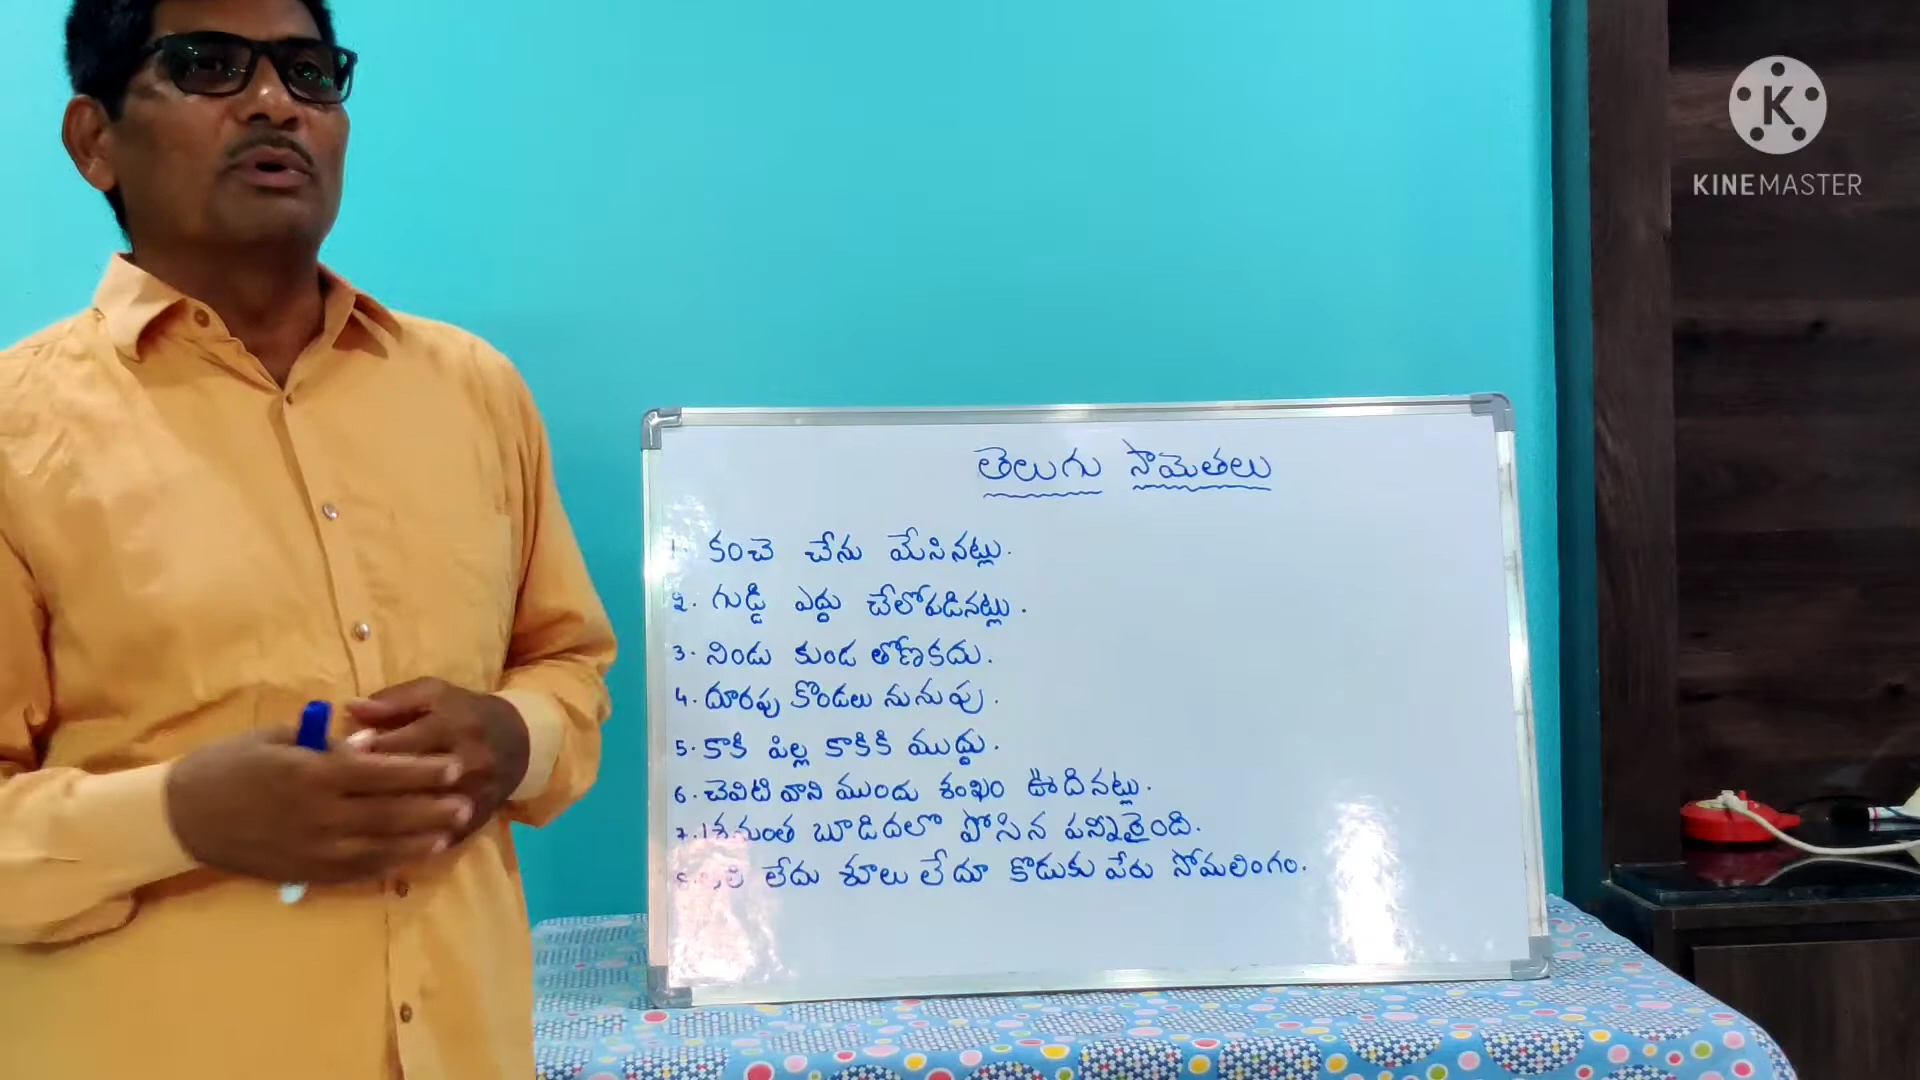 KINEMASTER
తెలుగు సామెతలు
1. కంచె చేను మేసినట్లు.
2. గుడ్డి ఎద్దు చేలోపడినట్లు.
3. నిండు కుండ తోణకదు.
4. దూరపు కొండలు నునుపు.
5. కాకి పిల్ల కాకికి ముద్దు.
6. చెవిటి వాని ముందు శంఖం ఊదినట్లు.
7. బూడిదలో పోసిన పన్నీరైంది.
8. లేదు శూలు లేదూ కొడుకు పేరు సోమలింగం.